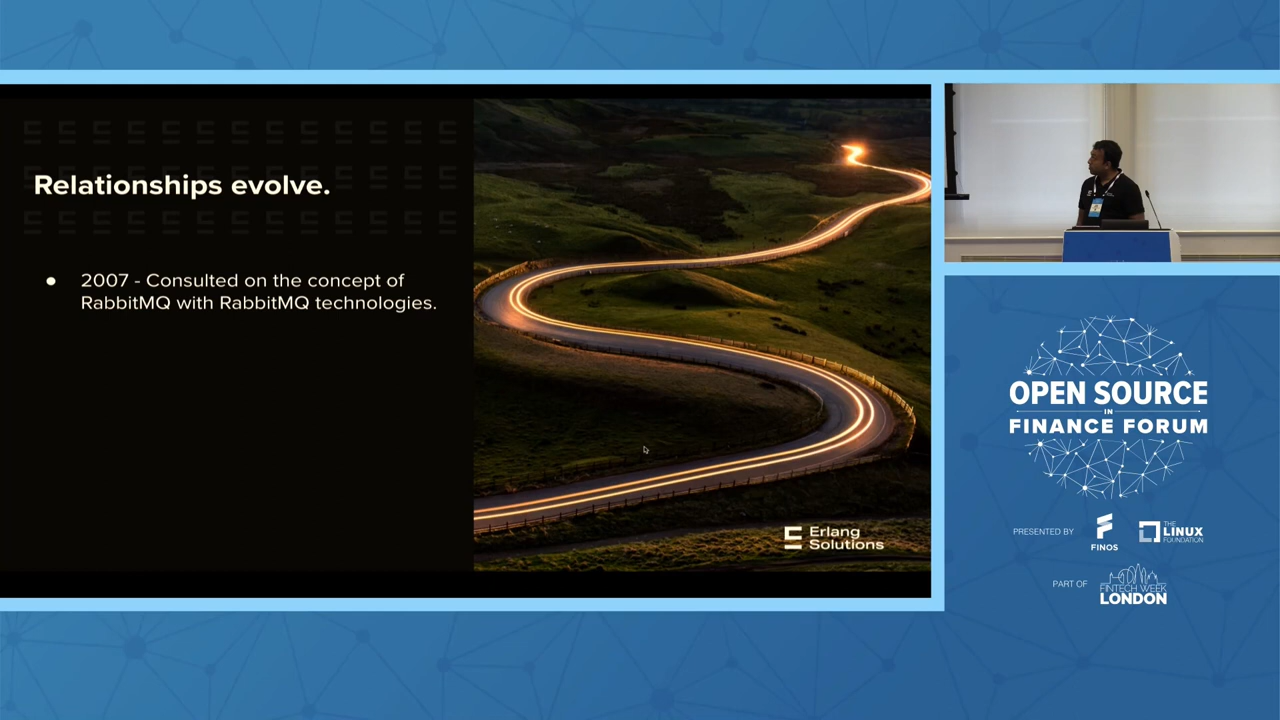 Relationships evolve.
● 2007 - Consulted on the concept of
RabbitMQ with RabbitMQ technologies.
Erlang
Solutions
OPEN SOURCE
IN
FINANCE FORUM
PRESENTED BY
FINOS
THE
LINUX
FOUNDATION
PART OF
FINTECH WEEK
LONDON